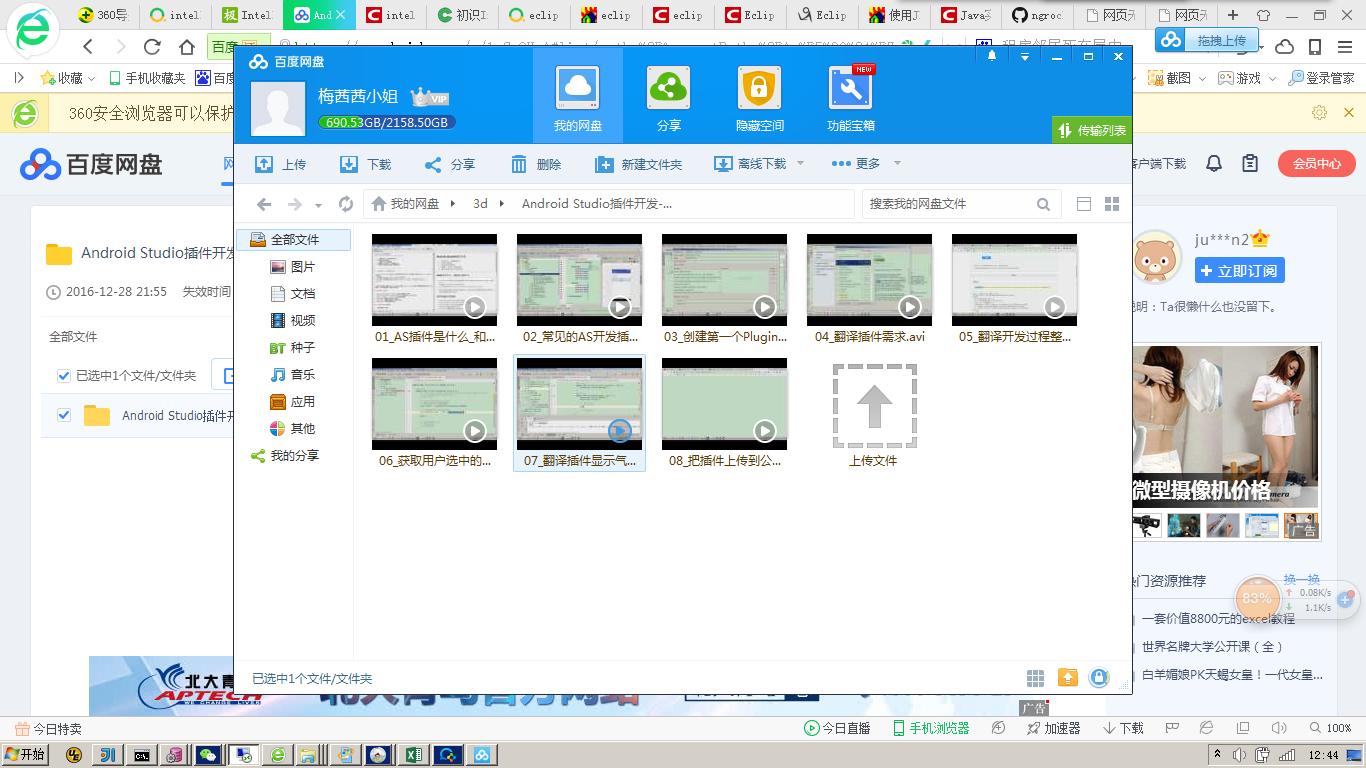 360导
intel
Intel
And
intel
初识I
eclip
eclip
eclip
Eclip
Eclip
使用J
Java学
ngroc
网页无
网页无
拖拽上传
收藏
手机收藏夹
百度
截图
游戏
登录管家
360安全浏览器可以保护
百度网盘
客户端下载
会员中心
百度网盘
梅茜茜小姐
VIP
690.53GB/2158.50GB
我的网盘
分享
隐藏空间
NEW
功能宝箱
传输列表
上传
下载
分享
删除
新建文件夹
离线下载
更多
我的网盘
3d
Android Studio插件开发-...
搜索我的网盘文件
全部文件
图片
文档
视频
BT 种子
音乐
应用
其他
我的分享
01_AS插件是什么_和...
02_常见的AS开发插...
03_创建第一个Plugin...
04_翻译插件需求.avi
05_翻译开发过程整...
06_获取用户选中的...
07_翻译插件显示气...
08_把插件上传到公...
上传文件
已选中1个文件/文件夹
Android Studio插件开发
2016-12-28 21:55 失效时间
全部文件
已选中1个文件/文件夹
Android Studio插件开
ju***n2
立即订阅
说明：Ta很懒什么也没留下。
微型摄像机价格
广告
热门资源推荐
换一换
83%
0.08K/s
1.1K/s
一套价值8800元的excel教程
世界名牌大学公开课（全）
白羊媚娘PK天蝎女皇！一代女皇...
北大青
APTECH
WE CHANGE LIVES
北大青鸟官方网站
广告
今日特卖
今日直播
手机浏览器
加速器
下载
100%
开始
12:44